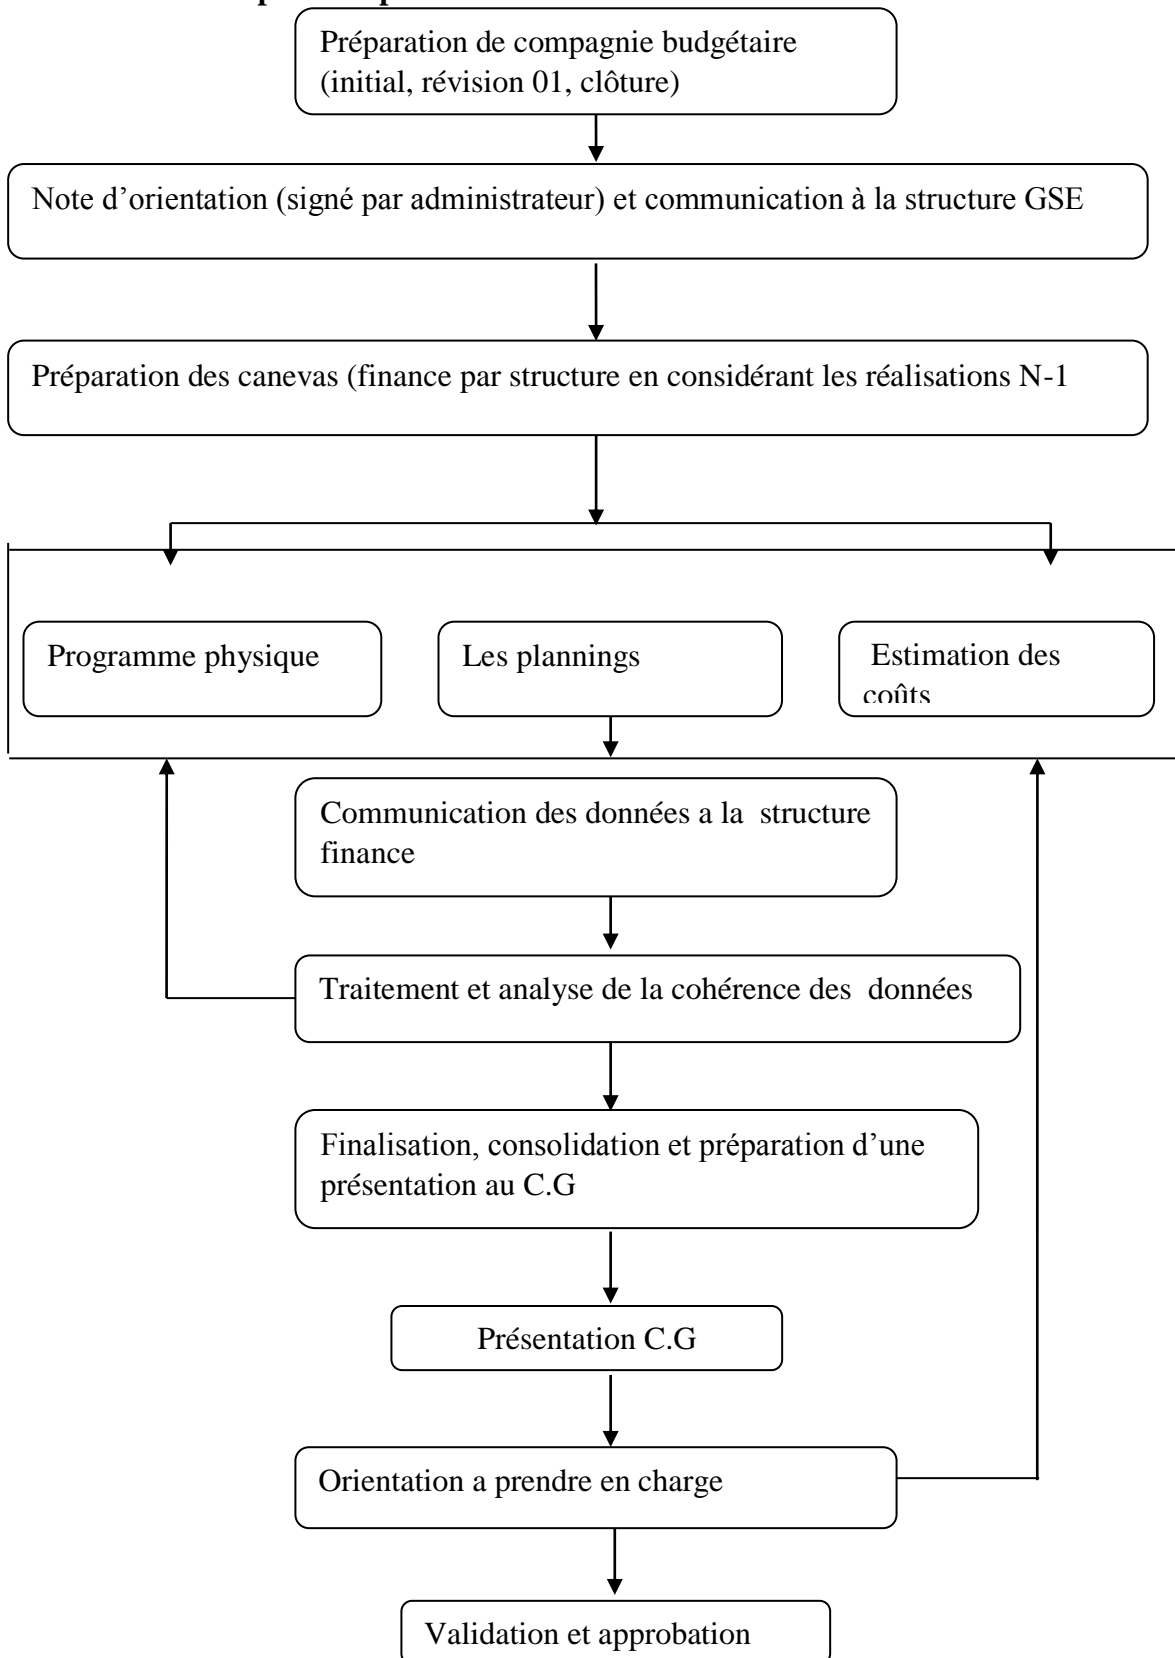 Préparation de compagnie budgétaire
(initial, révision 01, clôture)
Note d’orientation (signé par administrateur) et communication à la structure GSE
Préparation des canevas (finance par structure en considérant les réalisations N-1
Programme physique
Les plannings
Estimation des
coûts
Communication des données a la structure
finance
Traitement et analyse de la cohérence des données
Finalisation, consolidation et préparation d’une
présentation au C.G
Présentation C.G
Orientation a prendre en charge
Validation et approbation